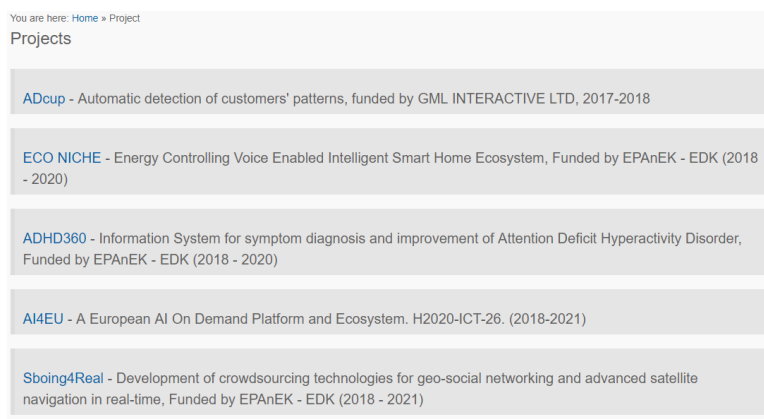 You are here: Home » Project
Projects
ADcup - Automatic detection of customers' patterns, funded by GML INTERACTIVE LTD, 2017-2018
ECO NICHE - Energy Controlling Voice Enabled Intelligent Smart Home Ecosystem, Funded by EPAnEK - EDK (2018
- 2020)
ADHD360 - Information System for symptom diagnosis and improvement of Attention Deficit Hyperactivity Disorder,
Funded by EPAnEK - EDK (2018 - 2020)
AI4EU - A European AI On Demand Platform and Ecosystem. H2020-ICT-26. (2018-2021)
Sboing4Real - Development of crowdsourcing technologies for geo-social networking and advanced satellite
navigation in real-time, Funded by EPAnEK - EDK (2018 - 2021)